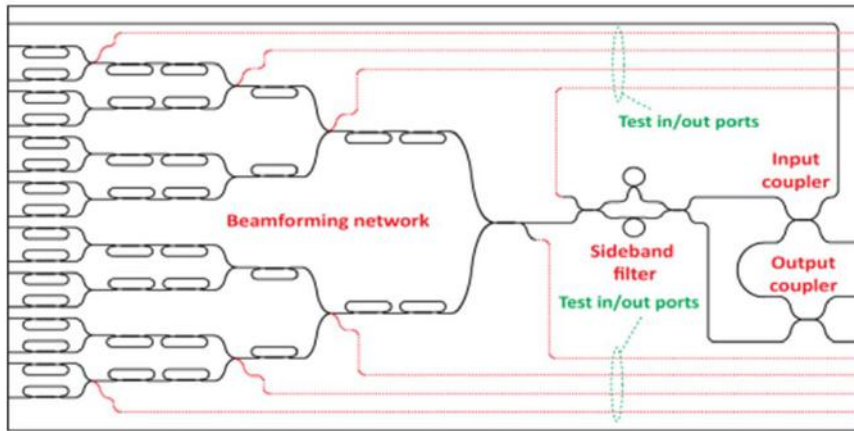 Test in/out ports
Input
coupler
Beamforming network
Sideband
filter
Output
coupler
Test in/out ports